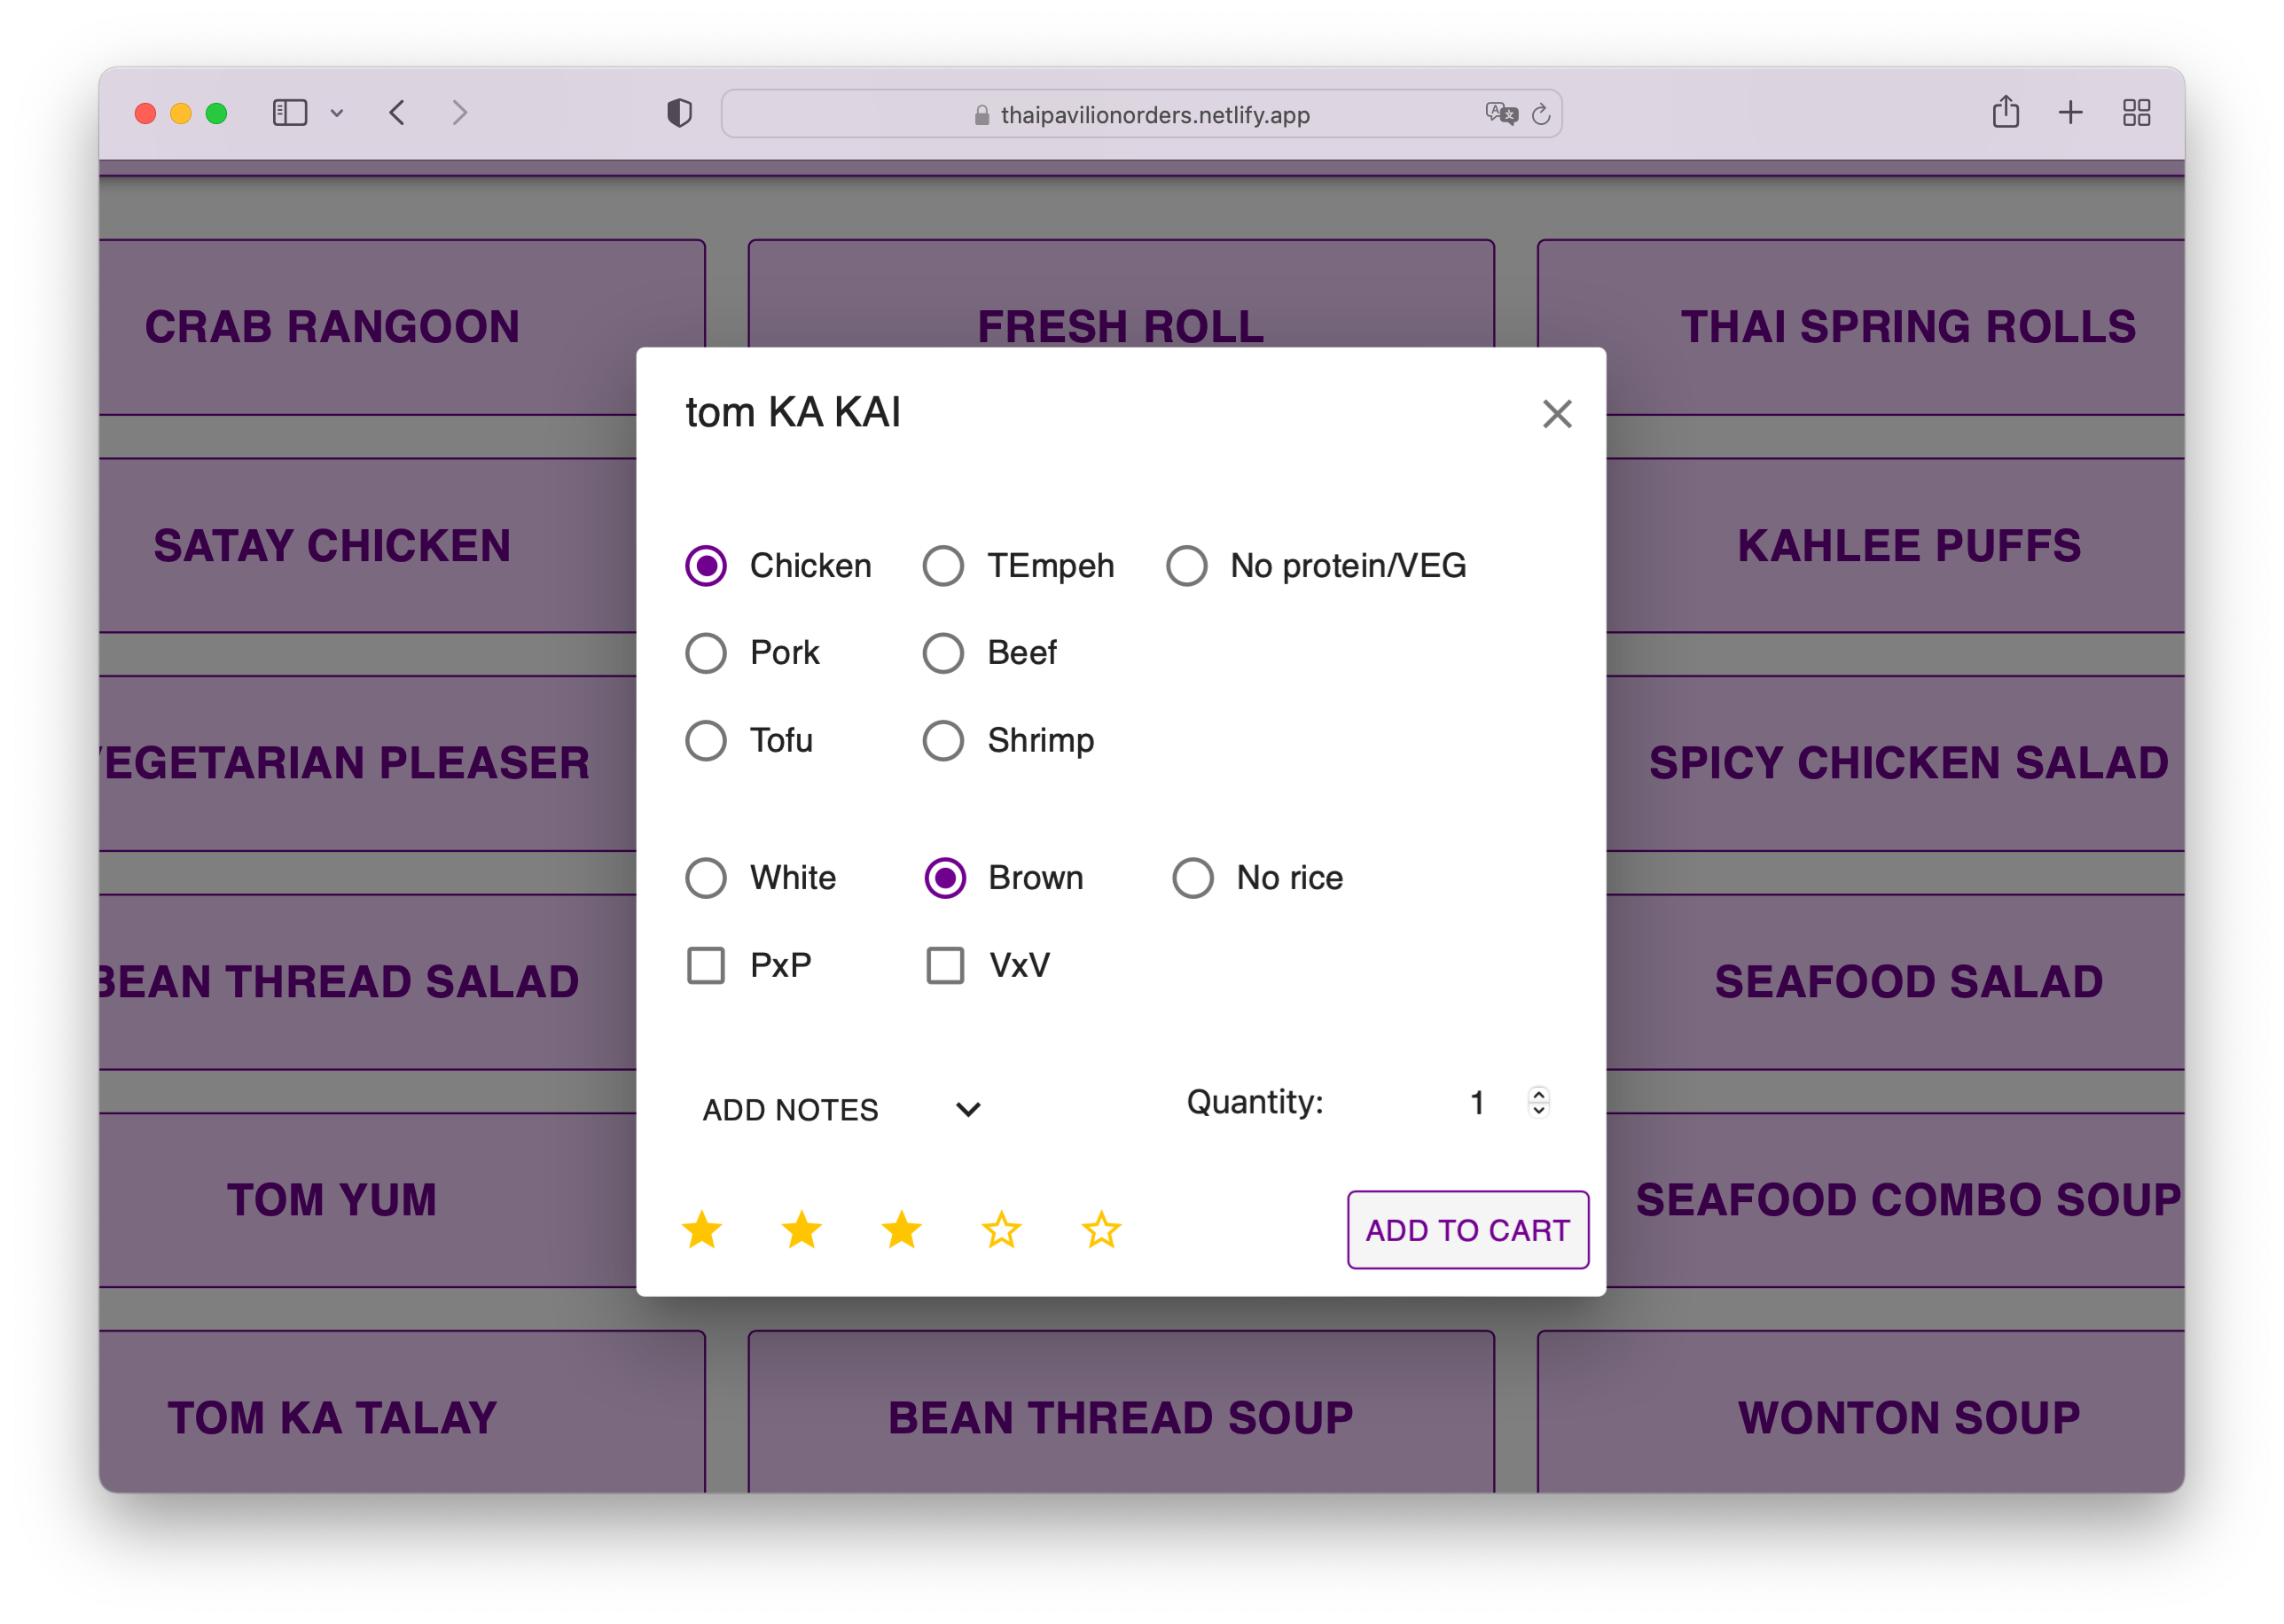 thaipavilionorders.netlify.app
CRAB RANGOON
FRESH ROLL
THAI SPRING ROLLS
tom KA KAI
Chicken TEmpeh No protein/VEG
Pork Beef
Tofu Shrimp
White Brown No rice
PxP VxV
ADD NOTES Quantity: 1
ADD TO CART
SATAY CHICKEN
KAHLEE PUFFS
VEGETARIAN PLEASER
SPICY CHICKEN SALAD
BEAN THREAD SALAD
SEAFOOD SALAD
TOM YUM
SEAFOOD COMBO SOUP
TOM KA TALAY
BEAN THREAD SOUP
WONTON SOUP